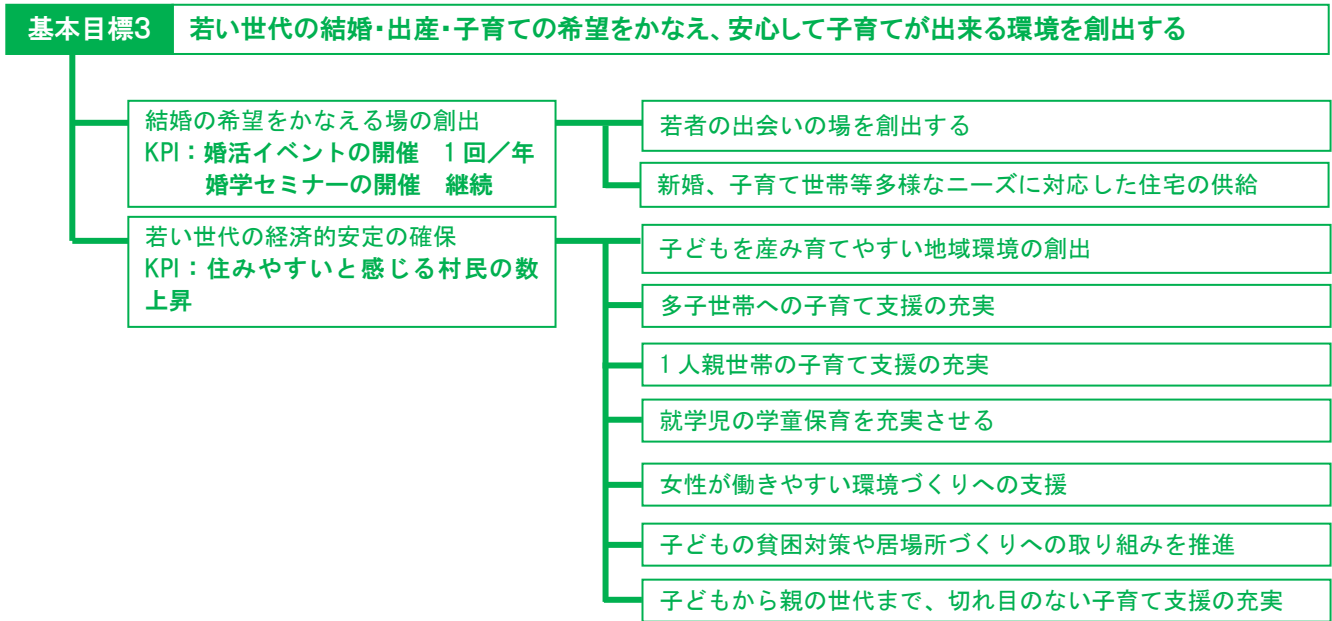 基本目標3 若い世代の結婚・出産・子育ての希望をかなえ、安心して子育てが出来る環境を創出する
結婚の希望をかなえる場の創出
KPI：婚活イベントの開催 1回／年
婚学セミナーの開催 継続
若者の出会いの場を創出する
新婚、子育て世帯等多様なニーズに対応した住宅の供給
若い世代の経済的安定の確保
KPI：住みやすいと感じる村民の数
上昇
子どもを産み育てやすい地域環境の創出
多子世帯への子育て支援の充実
1人親世帯の子育て支援の充実
就学児の学童保育を充実させる
女性が働きやすい環境づくりへの支援
子どもの貧困対策や居場所づくりへの取り組みを推進
子どもから親の世代まで、切れ目のない子育て支援の充実